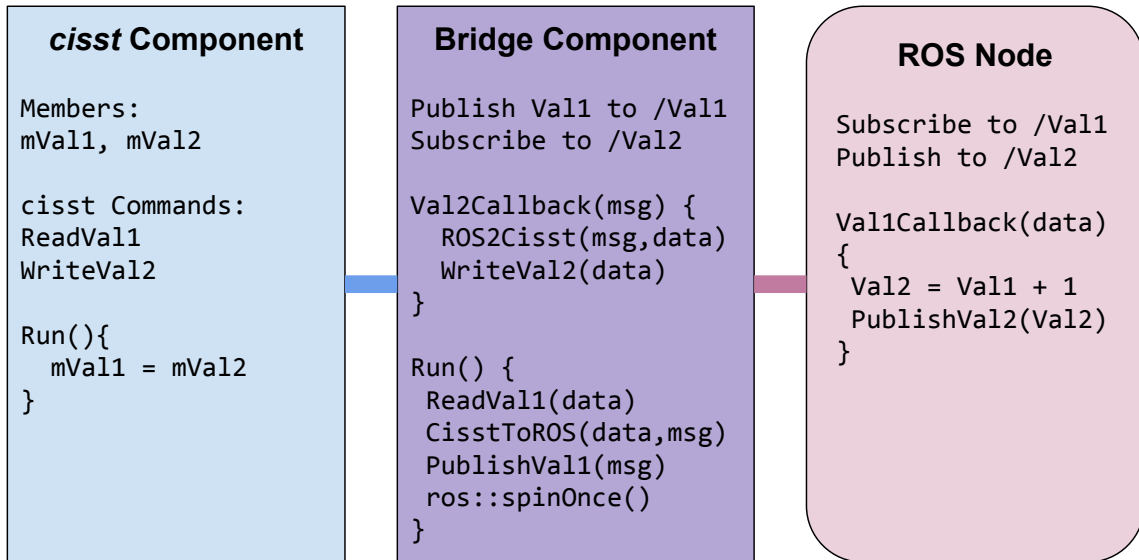 cisst Component
Members:
mVal1, mVal2
cisst Commands:
ReadVal1
WriteVal2
Run(){
mVal1 = mVal2
}
Bridge Component
Publish Val1 to /Val1
Subscribe to /Val2
Val2Callback(msg) {
ROS2Cisst(msg,data)
WriteVal2(data)
}
Run() {
ReadVal1(data)
CisstToROS(data,msg)
PublishVal1(msg)
ros::spinOnce()
}
ROS Node
Subscribe to /Val1
Publish to /Val2
Val1Callback(data)
{
Val2 = Val1 + 1
PublishVal2(Val2)
}